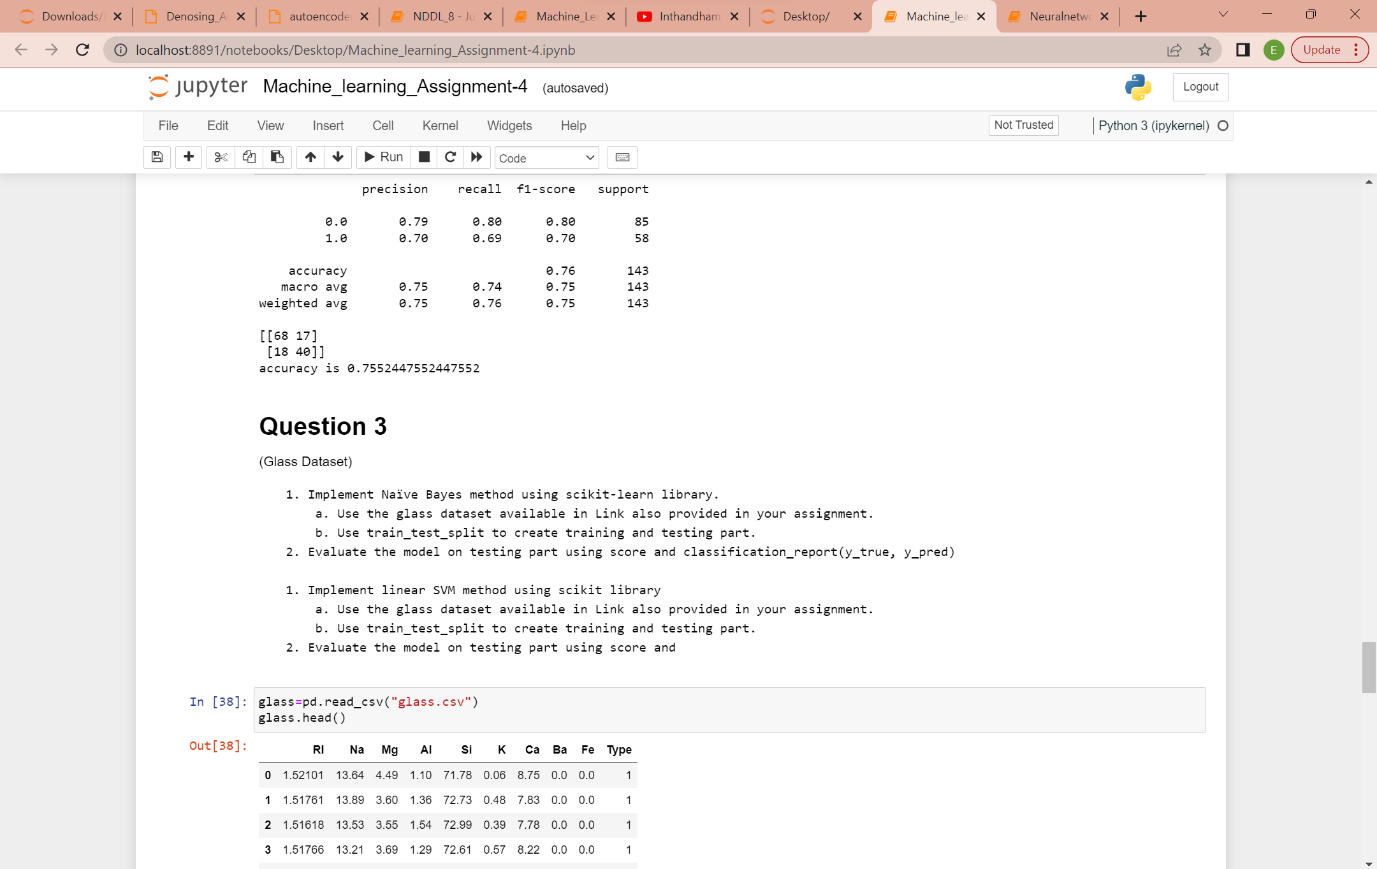 Downloads/
Denosing_A
autoencode
NDDL_8 - Ju
Machine_Le
Inthandham
Desktop/
Machine_lea
Neuralnetwo
localhost:8891/notebooks/Desktop/Machine_learning_Assignment-4.ipynb
E
Update
jupyter Machine_learning_Assignment-4 (autosaved)
Logout
File Edit View Insert Cell Kernel Widgets Help
Not Trusted
Python 3 (ipykernel)
Run
Code
precision recall f1-score support
0.0 0.79 0.80 0.80 85
1.0 0.70 0.69 0.70 58
accuracy 0.76 143
macro avg 0.75 0.74 0.75 143
weighted avg 0.75 0.76 0.75 143
[[68 17]
[18 40]]
accuracy is 0.7552447552447552
Question 3
(Glass Dataset)
1. Implement Naïve Bayes method using scikit-learn library.
a. Use the glass dataset available in Link also provided in your assignment.
b. Use train_test_split to create training and testing part.
2. Evaluate the model on testing part using score and classification_report(y_true, y_pred)
1. Implement linear SVM method using scikit library
a. Use the glass dataset available in Link also provided in your assignment.
b. Use train_test_split to create training and testing part.
2. Evaluate the model on testing part using score and
In [38]: glass=pd.read_csv("glass.csv")
glass.head()
Out[38]:
RI Na Mg Al Si K Ca Ba Fe Type
0 1.52101 13.64 4.49 1.10 71.78 0.06 8.75 0.0 0.0 1
1 1.51761 13.89 3.60 1.36 72.73 0.48 7.83 0.0 0.0 1
2 1.51618 13.53 3.55 1.54 72.99 0.39 7.78 0.0 0.0 1
3 1.51766 13.21 3.69 1.29 72.61 0.57 8.22 0.0 0.0 1